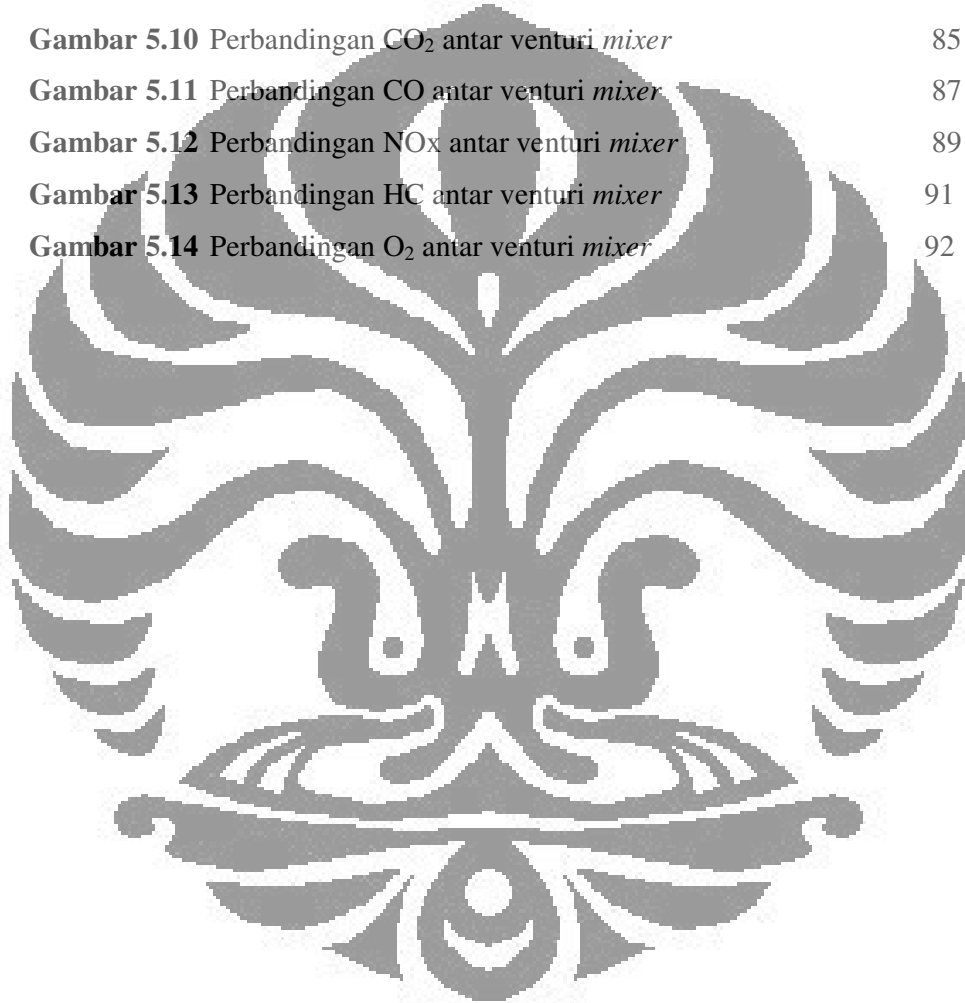 Gambar 5.10 Perbandingan CO₂ antar venturi mixer 85
Gambar 5.11 Perbandingan CO antar venturi mixer 87
Gambar 5.12 Perbandingan NOx antar venturi mixer 89
Gambar 5.13 Perbandingan HC antar venturi mixer 91
Gambar 5.14 Perbandingan O₂ antar venturi mixer 92